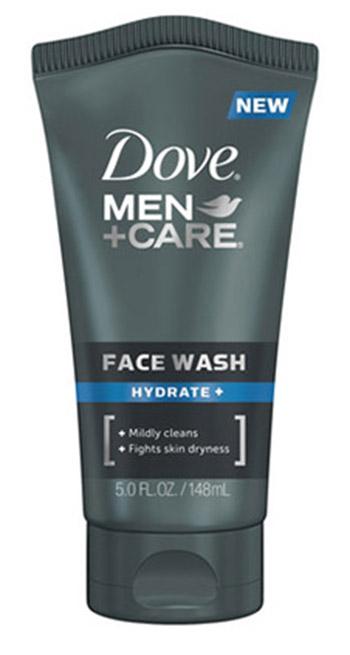 NEW
Dove®
MEN
+CARE®
FACE WASH
HYDRATE +
+ Mildly cleans
+ Fights skin dryness
5.0 FL.OZ./148mL